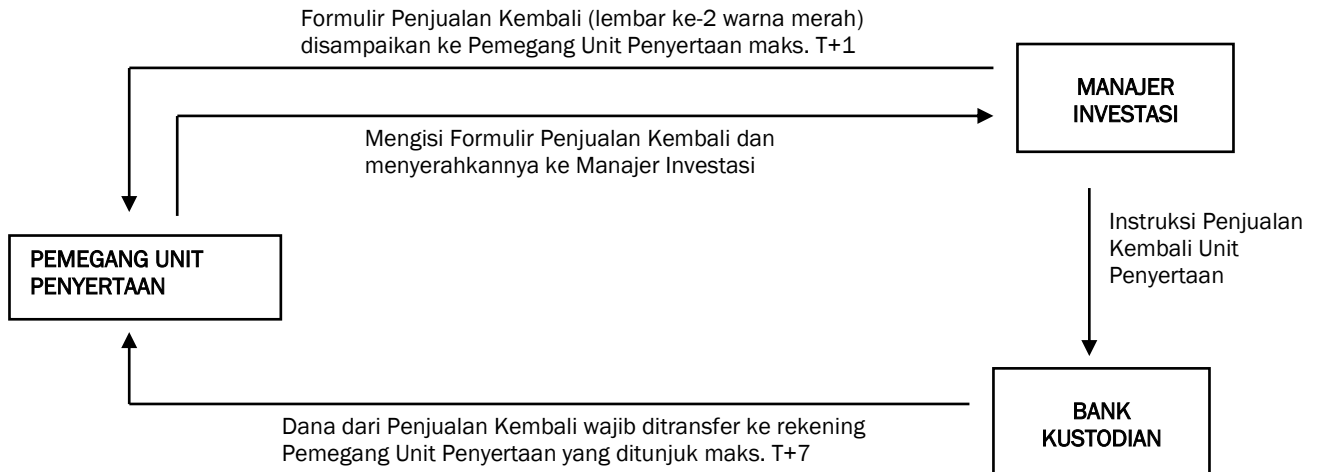 Formulir Penjualan Kembali (lembar ke-2 warna merah)
disampaikan ke Pemegang Unit Penyertaan maks. T+1
MANAJER
INVESTASI
Mengisi Formulir Penjualan Kembali dan
menyerahkannya ke Manajer Investasi
Instruksi Penjualan
Kembali Unit
Penyertaan
PEMEGANG UNIT
PENYERTAAN
BANK
KUSTODIAN
Dana dari Penjualan Kembali wajib ditransfer ke rekening
Pemegang Unit Penyertaan yang ditunjuk maks. T+7